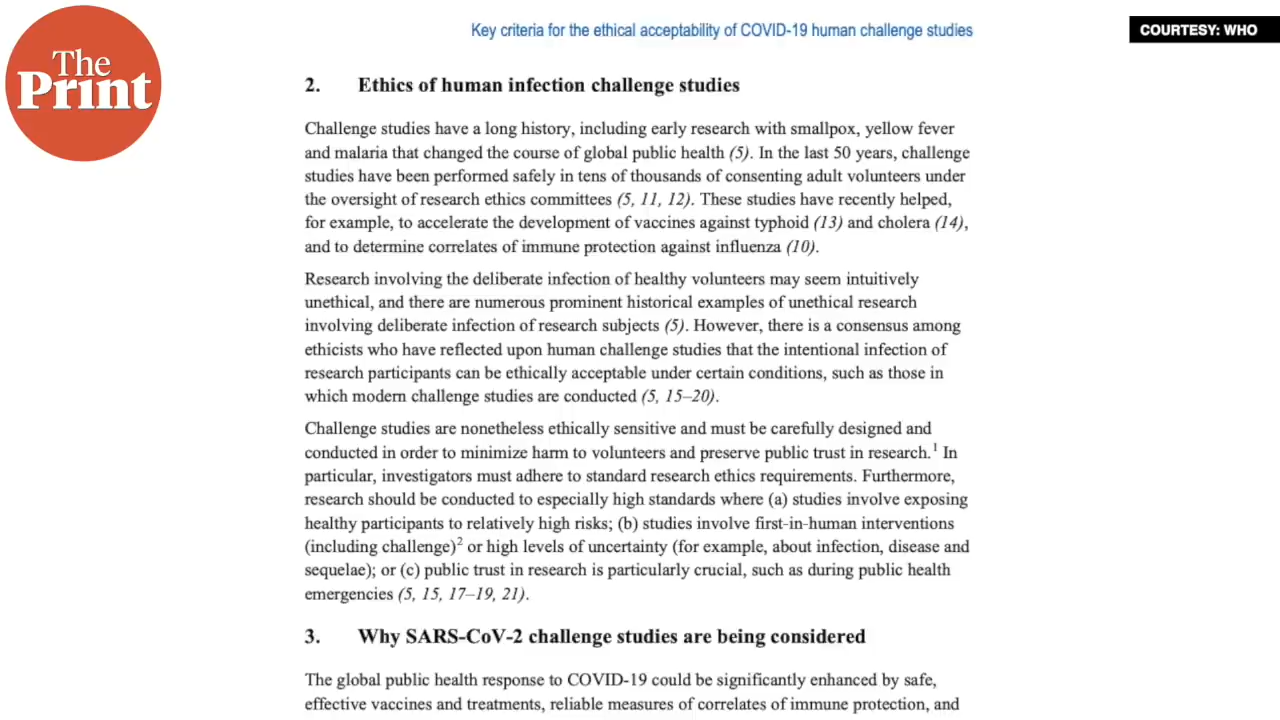 The
Print
Key criteria for the ethical acceptability of COVID-19 human challenge studies
COURTESY: WHO
2. Ethics of human infection challenge studies
Challenge studies have a long history, including early research with smallpox, yellow fever
and malaria that changed the course of global public health (5). In the last 50 years, challenge
studies have been performed safely in tens of thousands of consenting adult volunteers under
the oversight of research ethics committees (5, 11, 12). These studies have recently helped,
for example, to accelerate the development of vaccines against typhoid (13) and cholera (14),
and to determine correlates of immune protection against influenza (10).
Research involving the deliberate infection of healthy volunteers may seem intuitively
unethical, and there are numerous prominent historical examples of unethical research
involving deliberate infection of research subjects (5). However, there is a consensus among
ethicists who have reflected upon human challenge studies that the intentional infection of
research participants can be ethically acceptable under certain conditions, such as those in
which modern challenge studies are conducted (5, 15–20).
Challenge studies are nonetheless ethically sensitive and must be carefully designed and
conducted in order to minimize harm to volunteers and preserve public trust in research.¹ In
particular, investigators must adhere to standard research ethics requirements. Furthermore,
research should be conducted to especially high standards where (a) studies involve exposing
healthy participants to relatively high risks; (b) studies involve first-in-human interventions
(including challenge)² or high levels of uncertainty (for example, about infection, disease and
sequelae); or (c) public trust in research is particularly crucial, such as during public health
emergencies (5, 15, 17–19, 21).
3. Why SARS-CoV-2 challenge studies are being considered
The global public health response to COVID-19 could be significantly enhanced by safe,
effective vaccines and treatments, reliable measures of correlates of immune protection, and